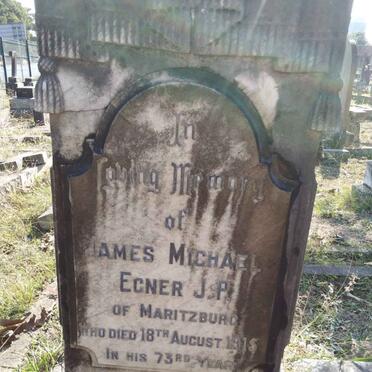 In
Loving Memory
of
JAMES MICHAEL
EGNER J.P.
OF MARITZBURG
WHO DIED 18TH AUGUST
IN HIS 73RD YEAR